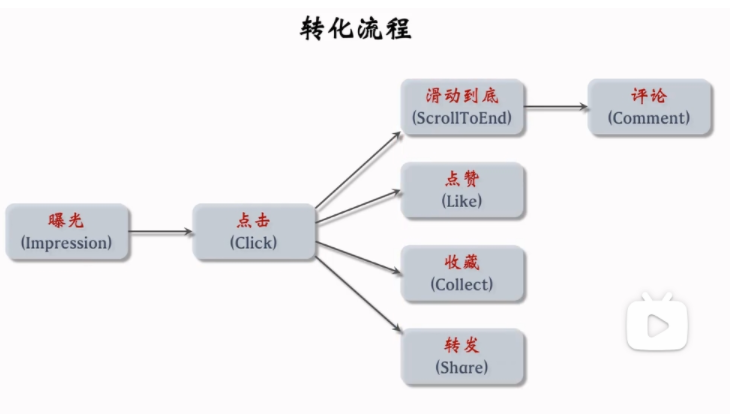 转化流程
滑动到底
(ScrollToEnd)
评论
(Comment)
点赞
(Like)
曝光
(Impression)
点击
(Click)
收藏
(Collect)
转发
(Share)